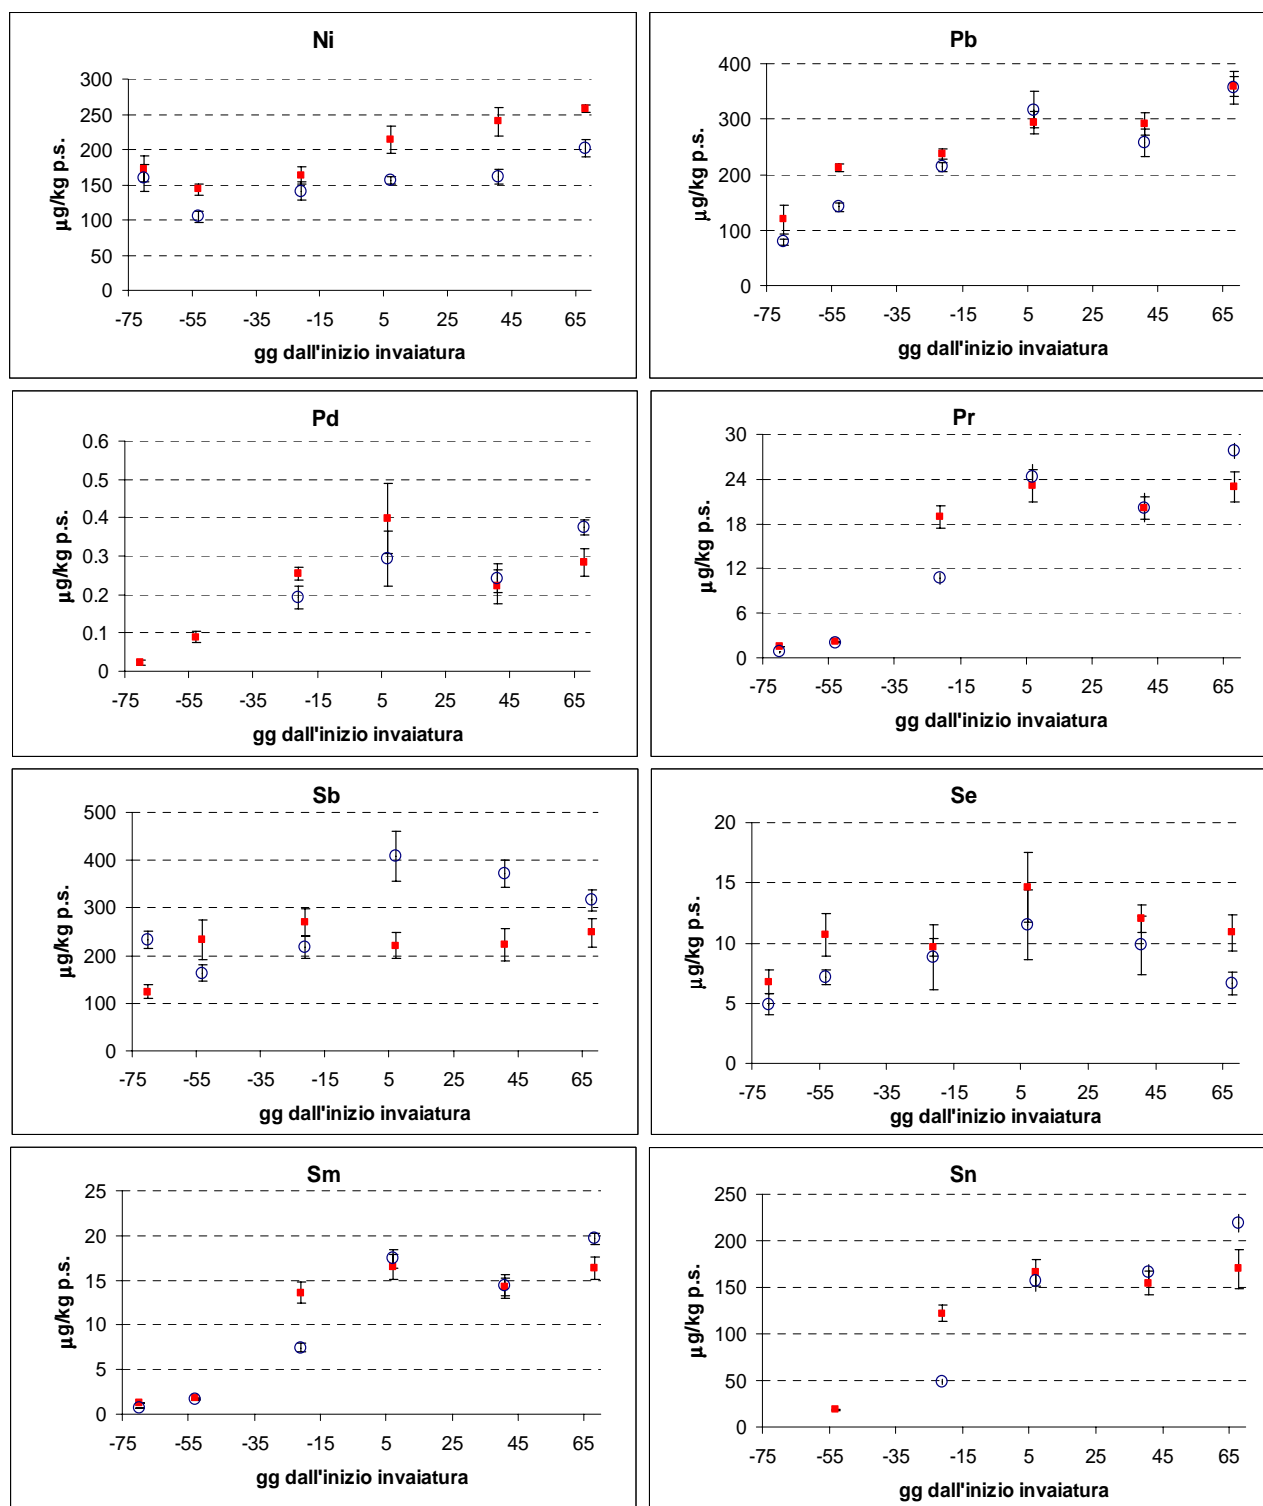 Ni
300
250
200
150
100
50
0
µg/kg p.s.
-75 -55 -35 -15 5 25 45 65
gg dall'inizio invaiatura
Pb
400
300
200
100
0
µg/kg p.s.
-75 -55 -35 -15 5 25 45 65
gg dall'inizio invaiatura
Pd
0.6
0.5
0.4
0.3
0.2
0.1
0
µg/kg p.s.
-75 -55 -35 -15 5 25 45 65
gg dall'inizio invaiatura
Pr
30
24
18
12
6
0
µg/kg p.s.
-75 -55 -35 -15 5 25 45 65
gg dall'inizio invaiatura
Sb
500
400
300
200
100
0
µg/kg p.s.
-75 -55 -35 -15 5 25 45 65
gg dall'inizio invaiatura
Se
20
15
10
5
0
µg/kg p.s.
-75 -55 -35 -15 5 25 45 65
gg dall'inizio invaiatura
Sm
25
20
15
10
5
0
µg/kg p.s.
-75 -55 -35 -15 5 25 45 65
gg dall'inizio invaiatura
Sn
250
200
150
100
50
0
µg/kg p.s.
-75 -55 -35 -15 5 25 45 65
gg dall'inizio invaiatura